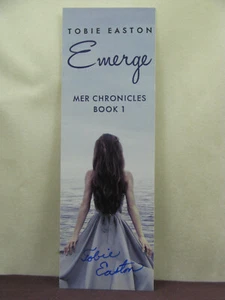 TOBIE EASTON
Emerge
MER CHRONICLES
BOOK 1
Tobie
Easton